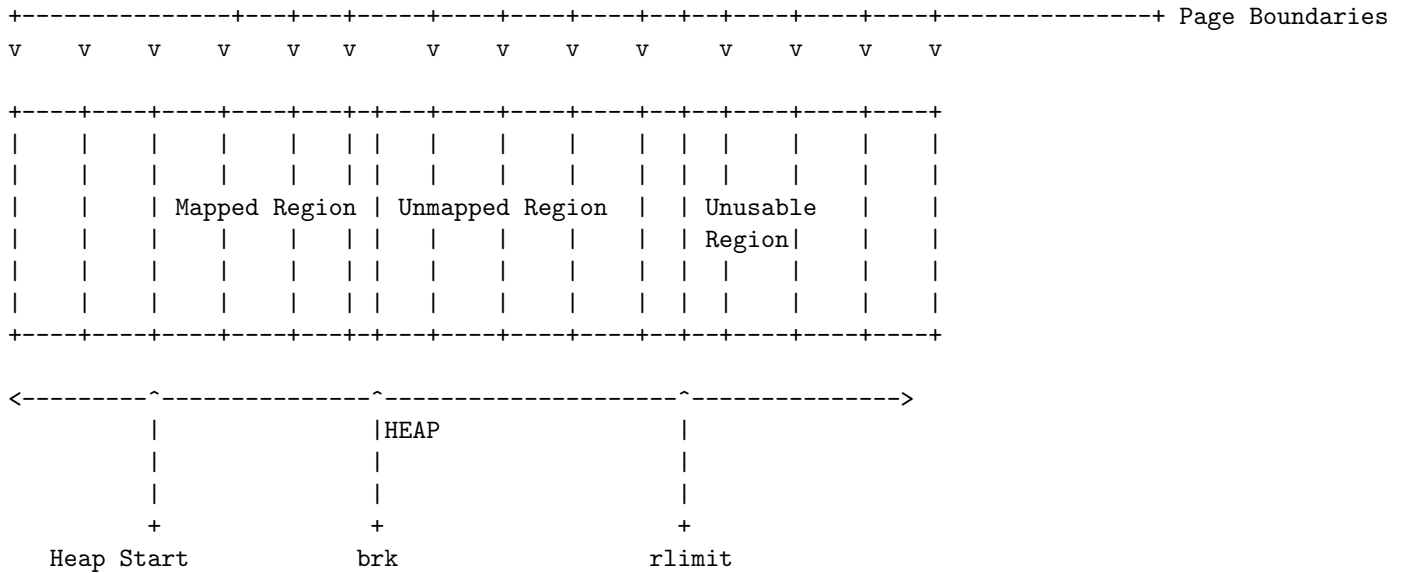 Page Boundaries
Mapped Region Unmapped Region Unusable
Region
HEAP
Heap Start brk rlimit